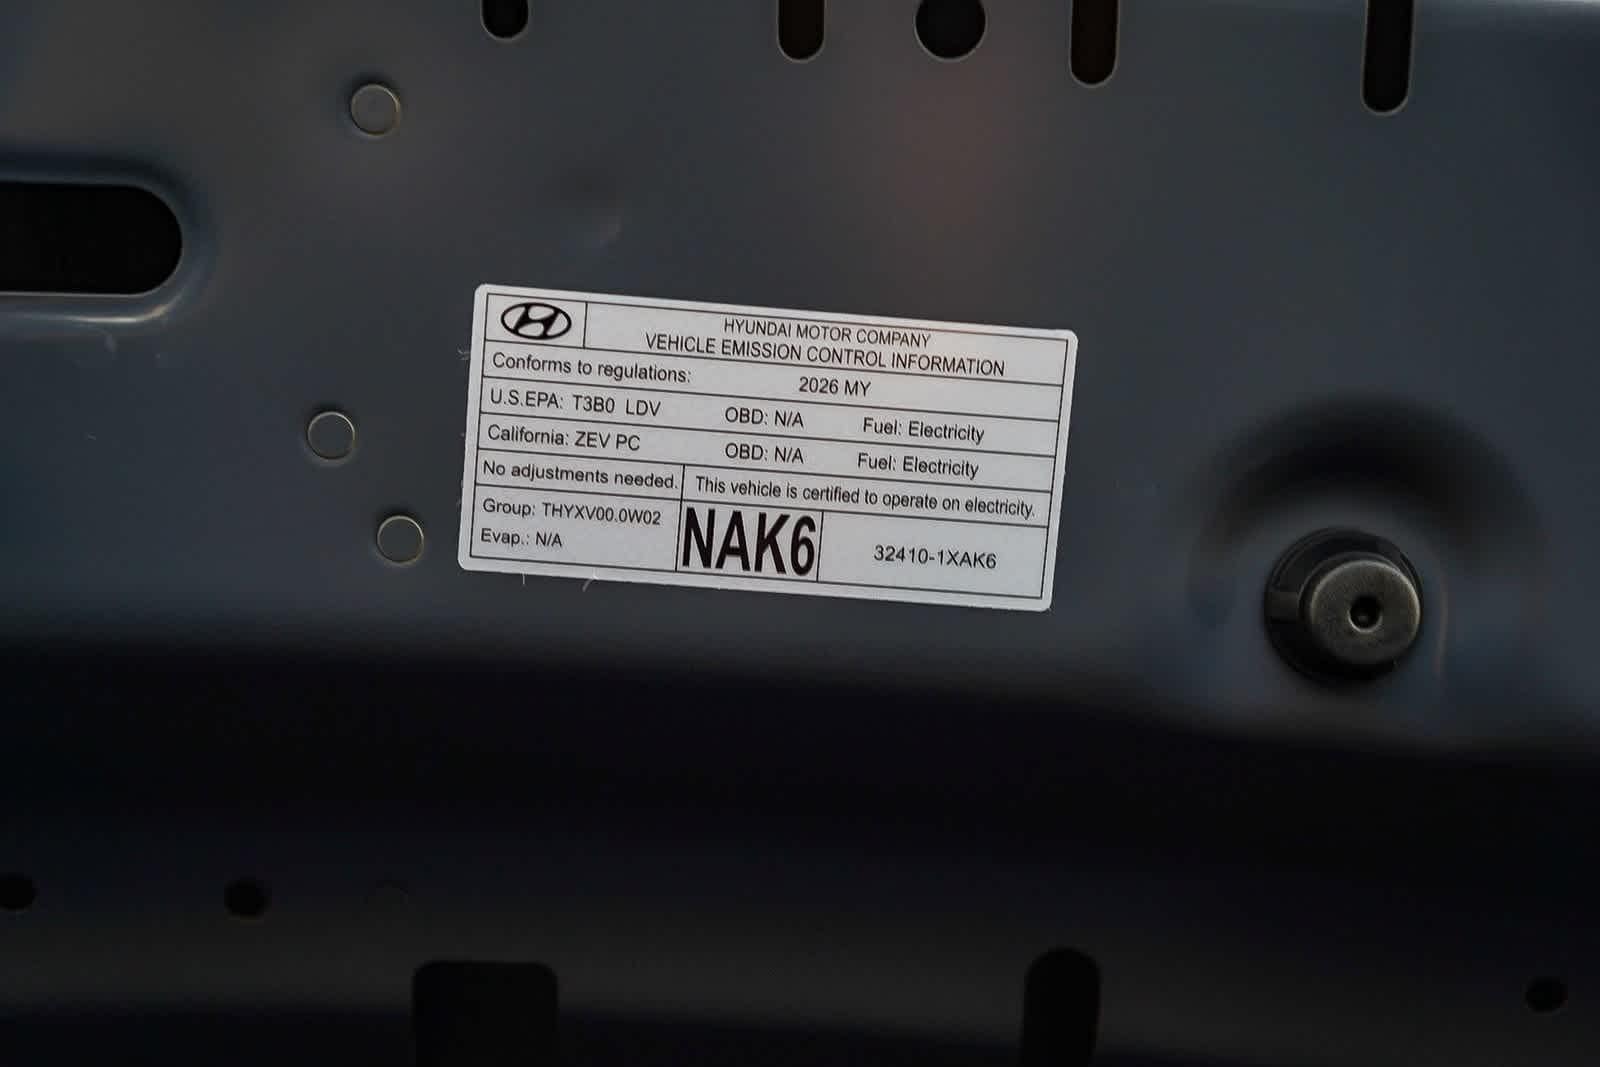 HYUNDAI MOTOR COMPANY
VEHICLE EMISSION CONTROL INFORMATION
Conforms to regulations: 2026 MY
U.S.EPA: T3B0 LDV OBD: N/A Fuel: Electricity
California: ZEV PC OBD: N/A Fuel: Electricity
No adjustments needed. This vehicle is certified to operate on electricity.
Group: THYXV00.0W02
Evap.: N/A
NAK6
32410-1XAK6